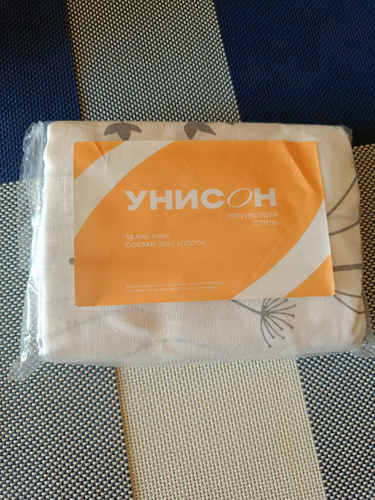 УНИСОН
ПОЧУВСТВУЙ
СТИЛЬ
ТКАНЬ: БЯЗЬ
СОСТАВ: 100% ХЛОПОК